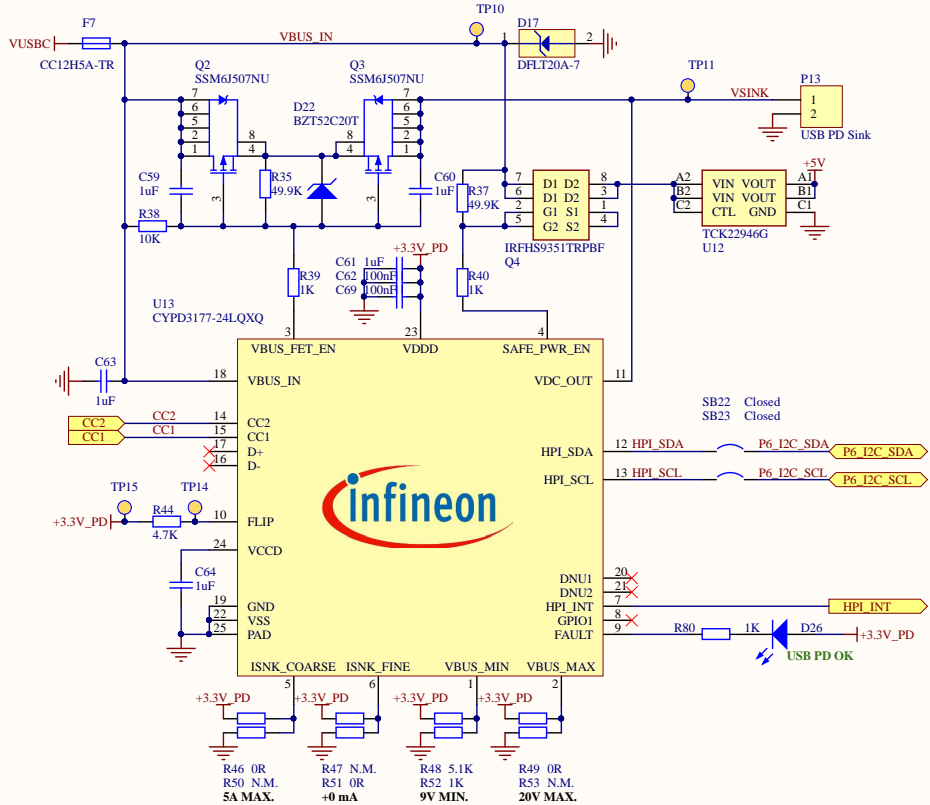 TP10
F7
D17
VUSBC
VBUS_IN
1
2
CC12H5A-TR
DFLT20A-7
Q2
SSM6J507NU
Q3
SSM6J507NU
TP11
P13
D22
BZT52C20T
VSINK
1
2
USB PD Sink
7
6
5
2
1
8
4
3
8
4
7
6
5
2
1
3
C59
1uF
R35
49.9K
C60
1uF
R37
49.9K
R38
10K
7
6
2
5
D1 D2
D1 D2
G1 S1
G2 S2
8
3
1
4
IRFHS9351TRPBF
Q4
+5V
A2
B2
C2
VIN VOUT
VIN VOUT
CTL GND
A1
B1
C1
TCK22946G
U12
+3.3V_PD
C61 1uF
C62 100nF
C69 100nF
R39
1K
R40
1K
U13
CYPD3177-24LQXQ
3
23
4
VBUS_FET_EN
VDDD
SAFE_PWR_EN
C63
1uF
18
VBUS_IN
VDC_OUT
11
CC2
CC2
14
CC2
CC1
CC1
15
CC1
17
D+
16
D-
SB22 Closed
SB23 Closed
HPI_SDA
12
HPI_SDA
P6_I2C_SDA
P6_I2C_SDA
HPI_SCL
13
HPI_SCL
P6_I2C_SCL
P6_I2C_SCL
infineon
TP15
TP14
+3.3V_PD
R44
4.7K
10
FLIP
24
VCCD
C64
1uF
19
GND
22
VSS
25
PAD
DNU1
20
DNU2
21
HPI_INT
7
HPI_INT
GPIO1
8
FAULT
9
R80
1K
D26
+3.3V_PD
USB PD OK
ISNK_COARSE
ISNK_FINE
VBUS_MIN
VBUS_MAX
5
6
1
2
+3.3V_PD
+3.3V_PD
+3.3V_PD
+3.3V_PD
R46 0R
R50 N.M.
5A MAX.
R47 N.M.
R51 0R
+0 mA
R48 5.1K
R52 1K
9V MIN.
R49 0R
R53 N.M.
20V MAX.